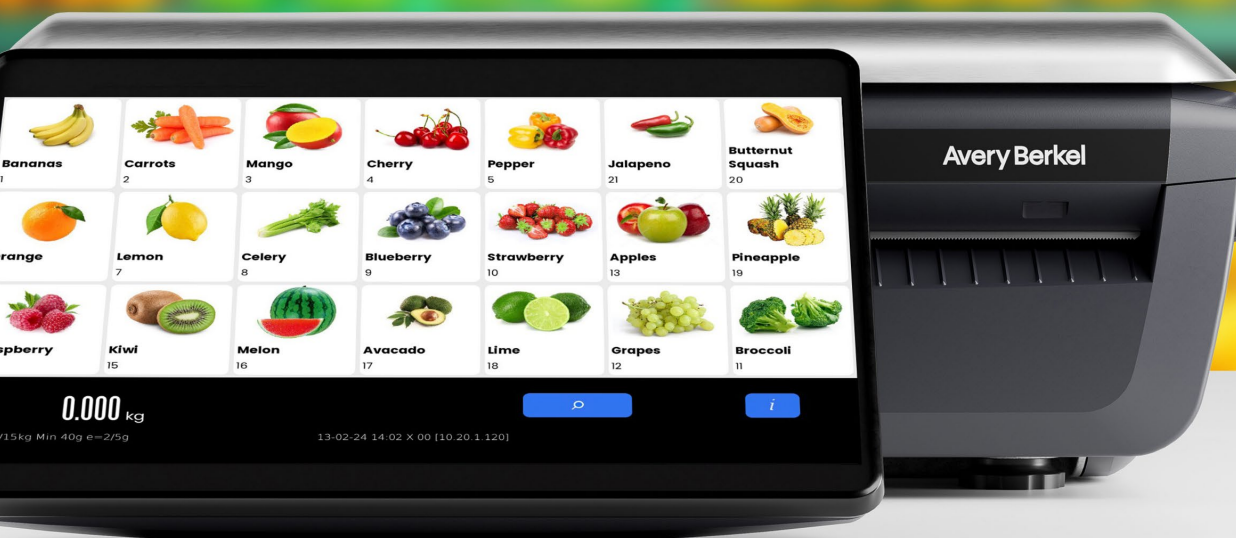 Bananas
Carrots
Mango
Cherry
Pepper
Jalapeno
Butternut
Squash
1
2
3
4
5
21
20
range
Lemon
Celery
Blueberry
Strawberry
Apples
Pineapple
7
8
9
10
13
19
spberry
Kiwi
Melon
Avacado
Lime
Grapes
Broccoli
15
16
17
18
12
11
0.000 kg
/15kg Min 40g e=2/5g
13-02-24 14:02 X 00 [10.20.1.120]
i
Avery Berkel